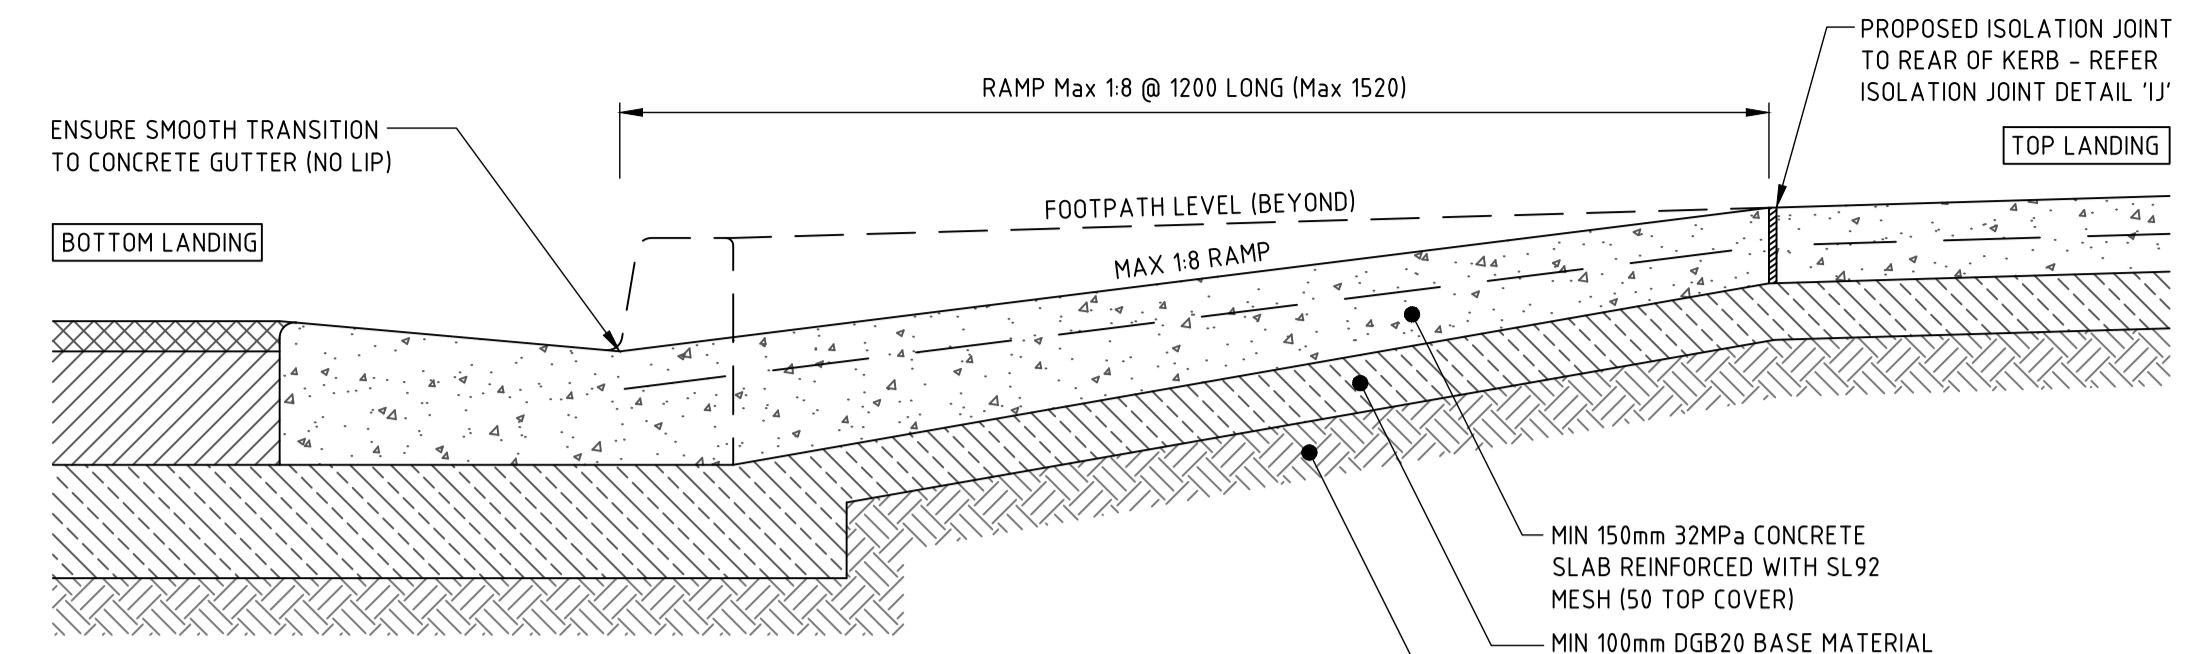 PROPOSED ISOLATION JOINT
TO REAR OF KERB - REFER
ISOLATION JOINT DETAIL 'IJ'
RAMP Max 1:8 @ 1200 LONG (Max 1520)
ENSURE SMOOTH TRANSITION
TO CONCRETE GUTTER (NO LIP)
TOP LANDING
FOOTPATH LEVEL (BEYOND)
BOTTOM LANDING
MAX 1:8 RAMP
MIN 150mm 32MPa CONCRETE
SLAB REINFORCED WITH SL92
MESH (50 TOP COVER)
MIN 100mm DGB20 BASE MATERIAL